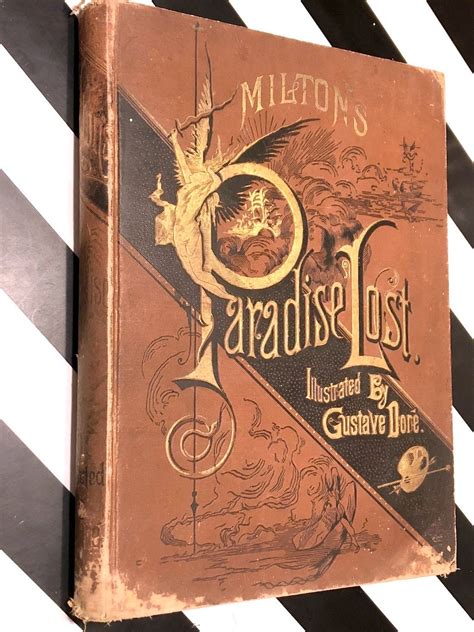 MILTON'S
Paradise Lost.
Illustrated By
Gustave Doré.